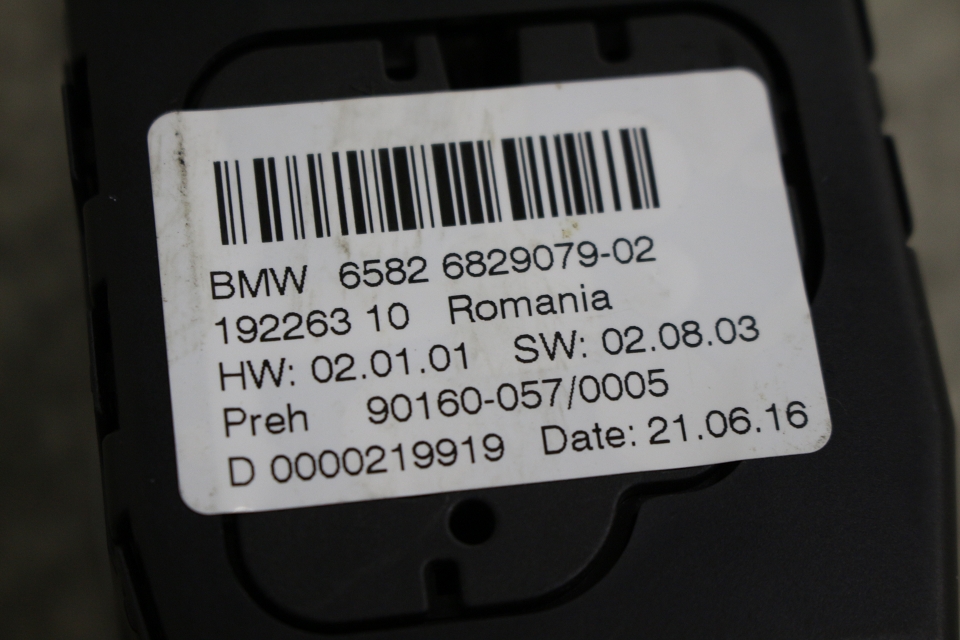 BMW 6582 6829079-02
192263 10 Romania
HW: 02.01.01 SW: 02.08.03
Preh 90160-057/0005
D 0000219919 Date: 21.06.16